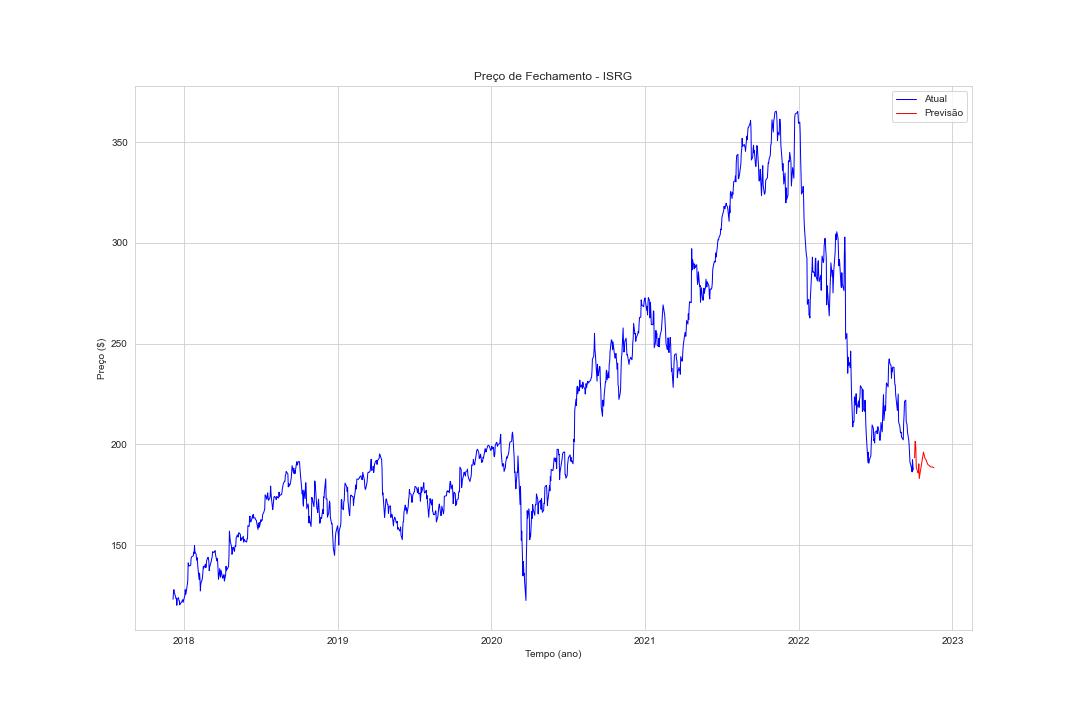 Preço de Fechamento - ISRG
Atual
Previsão
350
300
250
200
150
Preço ($)
2018
2019
2020
2021
2022
2023
Tempo (ano)